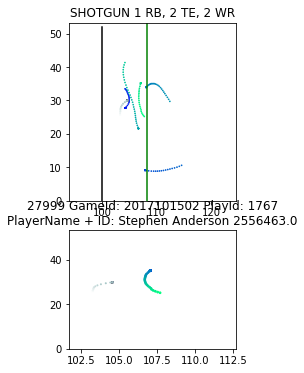 SHOTGUN 1 RB, 2 TE, 2 WR
50
40
30
20
10
0
100 110 120
27999 GameId: 2017101502 PlayId: 1767
PlayerName + ID: Stephen Anderson 2556463.0
40
20
0
102.5 105.0 107.5 110.0 112.5